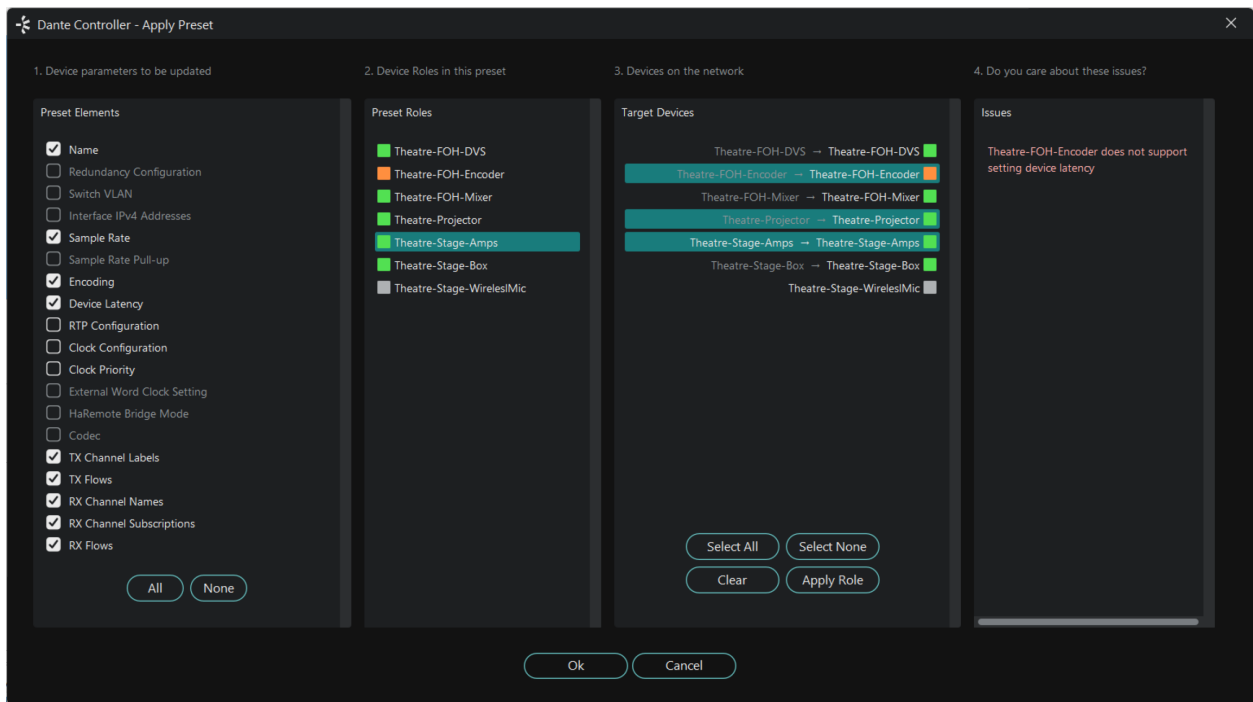 Dante Controller - Apply Preset
1. Device parameters to be updated
2. Device Roles in this preset
3. Devices on the network
4. Do you care about these issues?
Preset Elements
Name
Redundancy Configuration
Switch VLAN
Interface IPv4 Addresses
Sample Rate
Sample Rate Pull-up
Encoding
Device Latency
RTP Configuration
Clock Configuration
Clock Priority
External Word Clock Setting
HaRemote Bridge Mode
Codec
TX Channel Labels
TX Flows
RX Channel Names
RX Channel Subscriptions
RX Flows
All
None
Preset Roles
Theatre-FOH-DVS
Theatre-FOH-Encoder
Theatre-FOH-Mixer
Theatre-Projector
Theatre-Stage-Amps
Theatre-Stage-Box
Theatre-Stage-WireleslMic
Target Devices
Theatre-FOH-DVS → Theatre-FOH-DVS
Theatre-FOH-Encoder → Theatre-FOH-Encoder
Theatre-FOH-Mixer → Theatre-FOH-Mixer
Theatre-Projector → Theatre-Projector
Theatre-Stage-Amps → Theatre-Stage-Amps
Theatre-Stage-Box → Theatre-Stage-Box
Theatre-Stage-WireleslMic
Select All
Select None
Clear
Apply Role
Issues
Theatre-FOH-Encoder does not support
setting device latency
Ok
Cancel